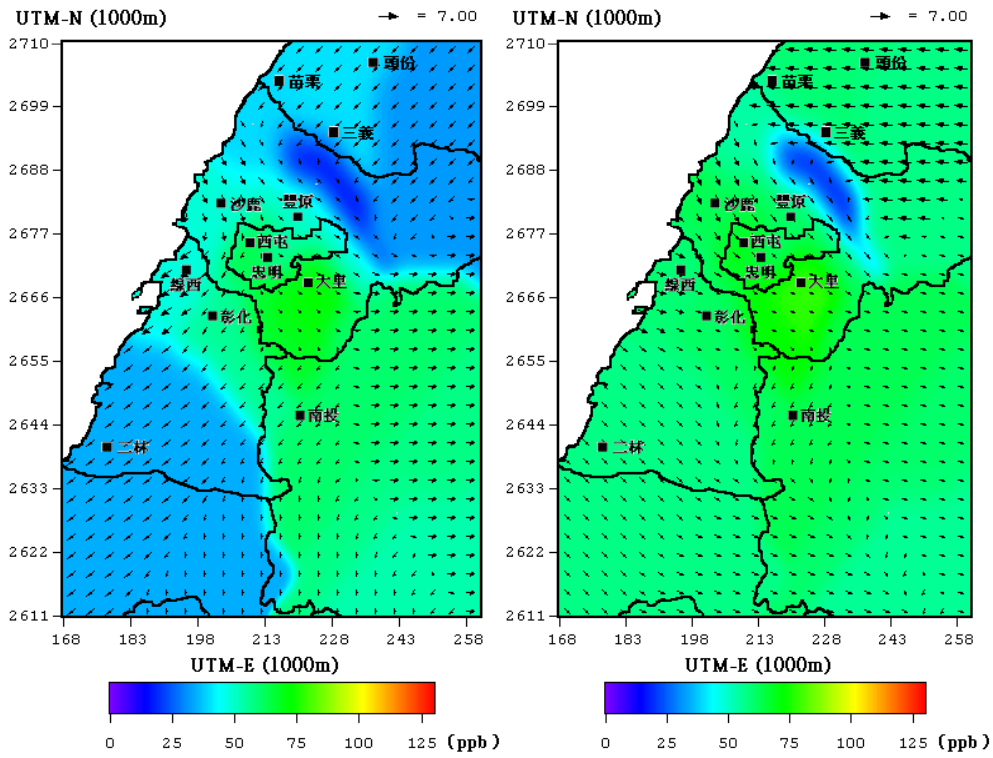 UTM-N (1000m)
= 7.00
2710
2699
2688
2677
2666
2655
2644
2633
2622
2611
頭份
苗栗
三義
沙鹿
豐原
西屯
忠明
大里
線西
彰化
南投
二林
168 183 198 213 228 243 258
UTM-E (1000m)
0 25 50 75 100 125 (ppb)
UTM-N (1000m)
= 7.00
2710
2699
2688
2677
2666
2655
2644
2633
2622
2611
頭份
苗栗
三義
沙鹿
豐原
西屯
忠明
大里
線西
彰化
南投
二林
168 183 198 213 228 243 258
UTM-E (1000m)
0 25 50 75 100 125 (ppb)